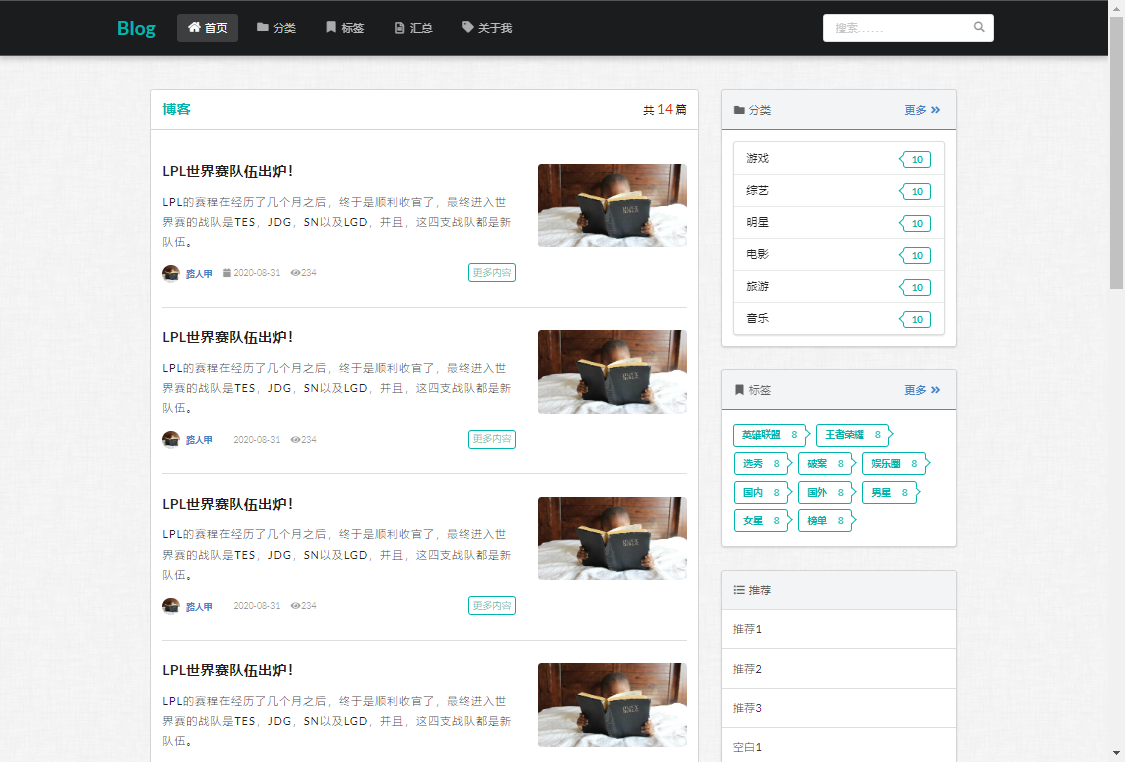 Blog 首页 分类 标签 汇总 关于我 搜索......
博客 共 14 篇
LPL世界赛队伍出炉！
LPL的赛程在经历了几个月之后，终于是顺利收官了，最终进入世
界赛的战队是TES，JDG，SN以及LGD，并且，这四支战队都是新
队伍。
路人甲 2020-08-31 234 更多内容
LPL世界赛队伍出炉！
LPL的赛程在经历了几个月之后，终于是顺利收官了，最终进入世
界赛的战队是TES，JDG，SN以及LGD，并且，这四支战队都是新
队伍。
路人甲 2020-08-31 234 更多内容
LPL世界赛队伍出炉！
LPL的赛程在经历了几个月之后，终于是顺利收官了，最终进入世
界赛的战队是TES，JDG，SN以及LGD，并且，这四支战队都是新
队伍。
路人甲 2020-08-31 234 更多内容
LPL世界赛队伍出炉！
LPL的赛程在经历了几个月之后，终于是顺利收官了，最终进入世
界赛的战队是TES，JDG，SN以及LGD，并且，这四支战队都是新
队伍。
分类 更多
游戏 10
综艺 10
明星 10
电影 10
旅游 10
音乐 10
标签 更多
英雄联盟 8 王者荣耀 8
选秀 8 破案 8 娱乐圈 8
国内 8 国外 8 男星 8
女星 8 榜单 8
推荐
推荐1
推荐2
推荐3
空白1